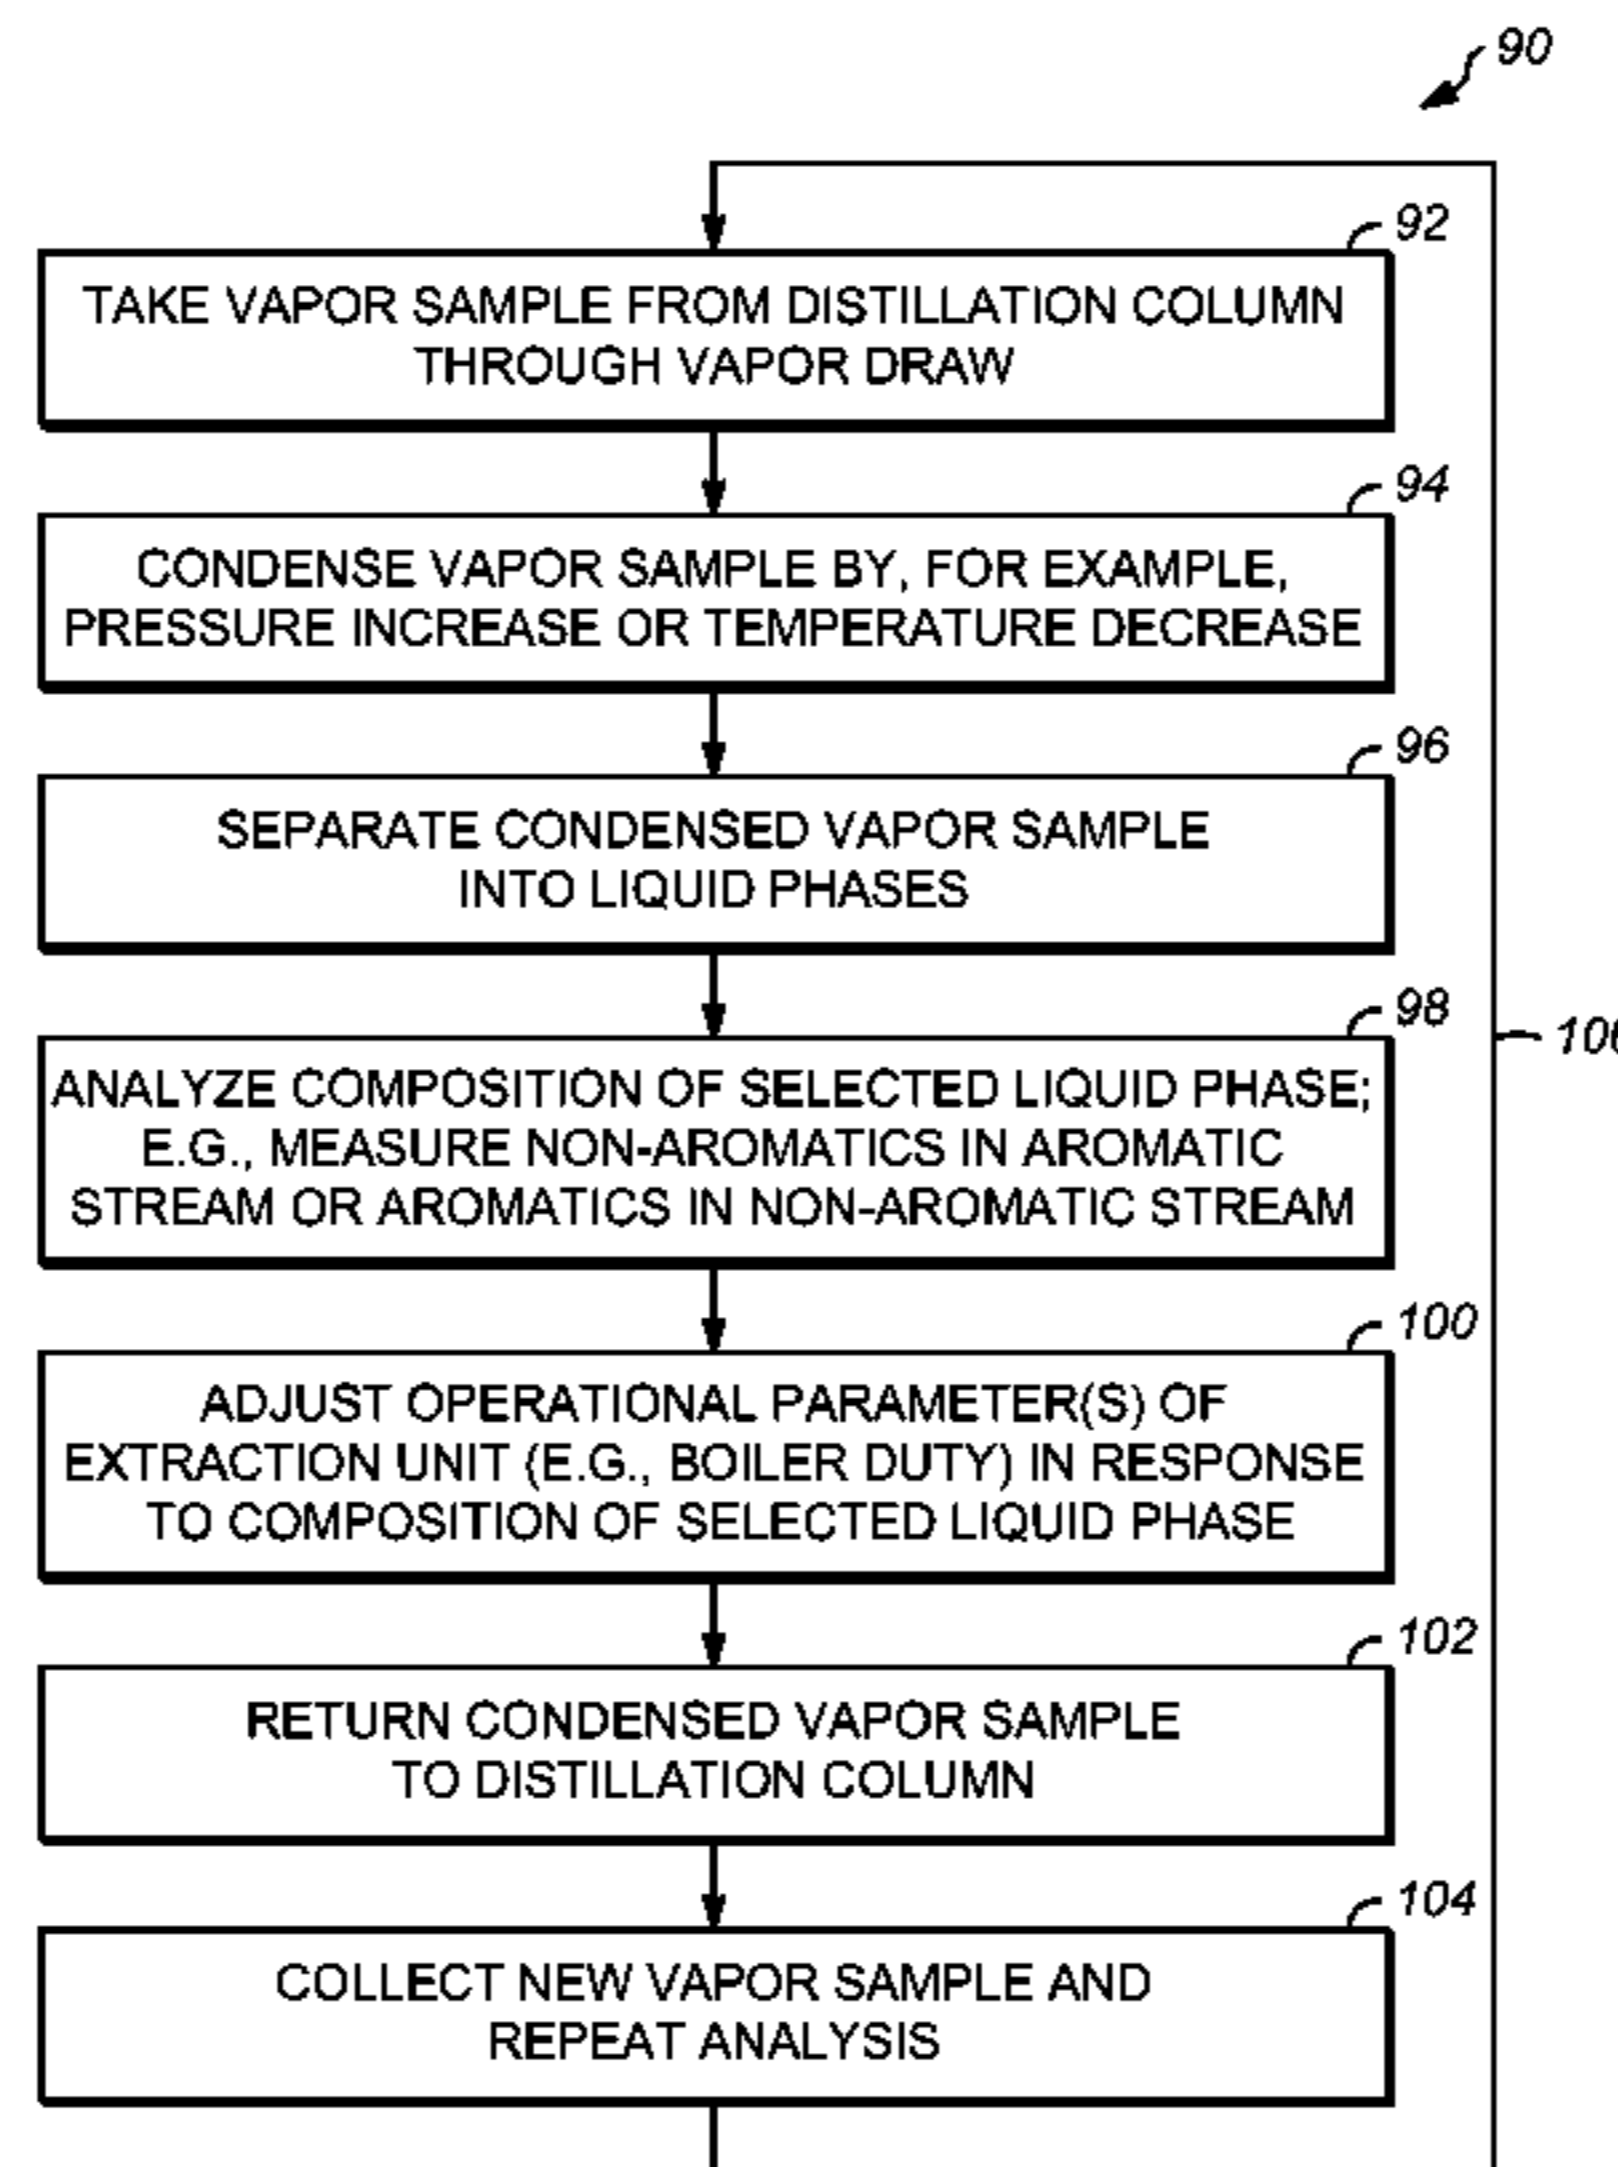 90
92
TAKE VAPOR SAMPLE FROM DISTILLATION COLUMN
THROUGH VAPOR DRAW
94
CONDENSE VAPOR SAMPLE BY, FOR EXAMPLE,
PRESSURE INCREASE OR TEMPERATURE DECREASE
96
SEPARATE CONDENSED VAPOR SAMPLE
INTO LIQUID PHASES
98
ANALYZE COMPOSITION OF SELECTED LIQUID PHASE;
E.G., MEASURE NON-AROMATICS IN AROMATIC
STREAM OR AROMATICS IN NON-AROMATIC STREAM
100
ADJUST OPERATIONAL PARAMETER(S) OF
EXTRACTION UNIT (E.G., BOILER DUTY) IN RESPONSE
TO COMPOSITION OF SELECTED LIQUID PHASE
102
RETURN CONDENSED VAPOR SAMPLE
TO DISTILLATION COLUMN
104
COLLECT NEW VAPOR SAMPLE AND
REPEAT ANALYSIS